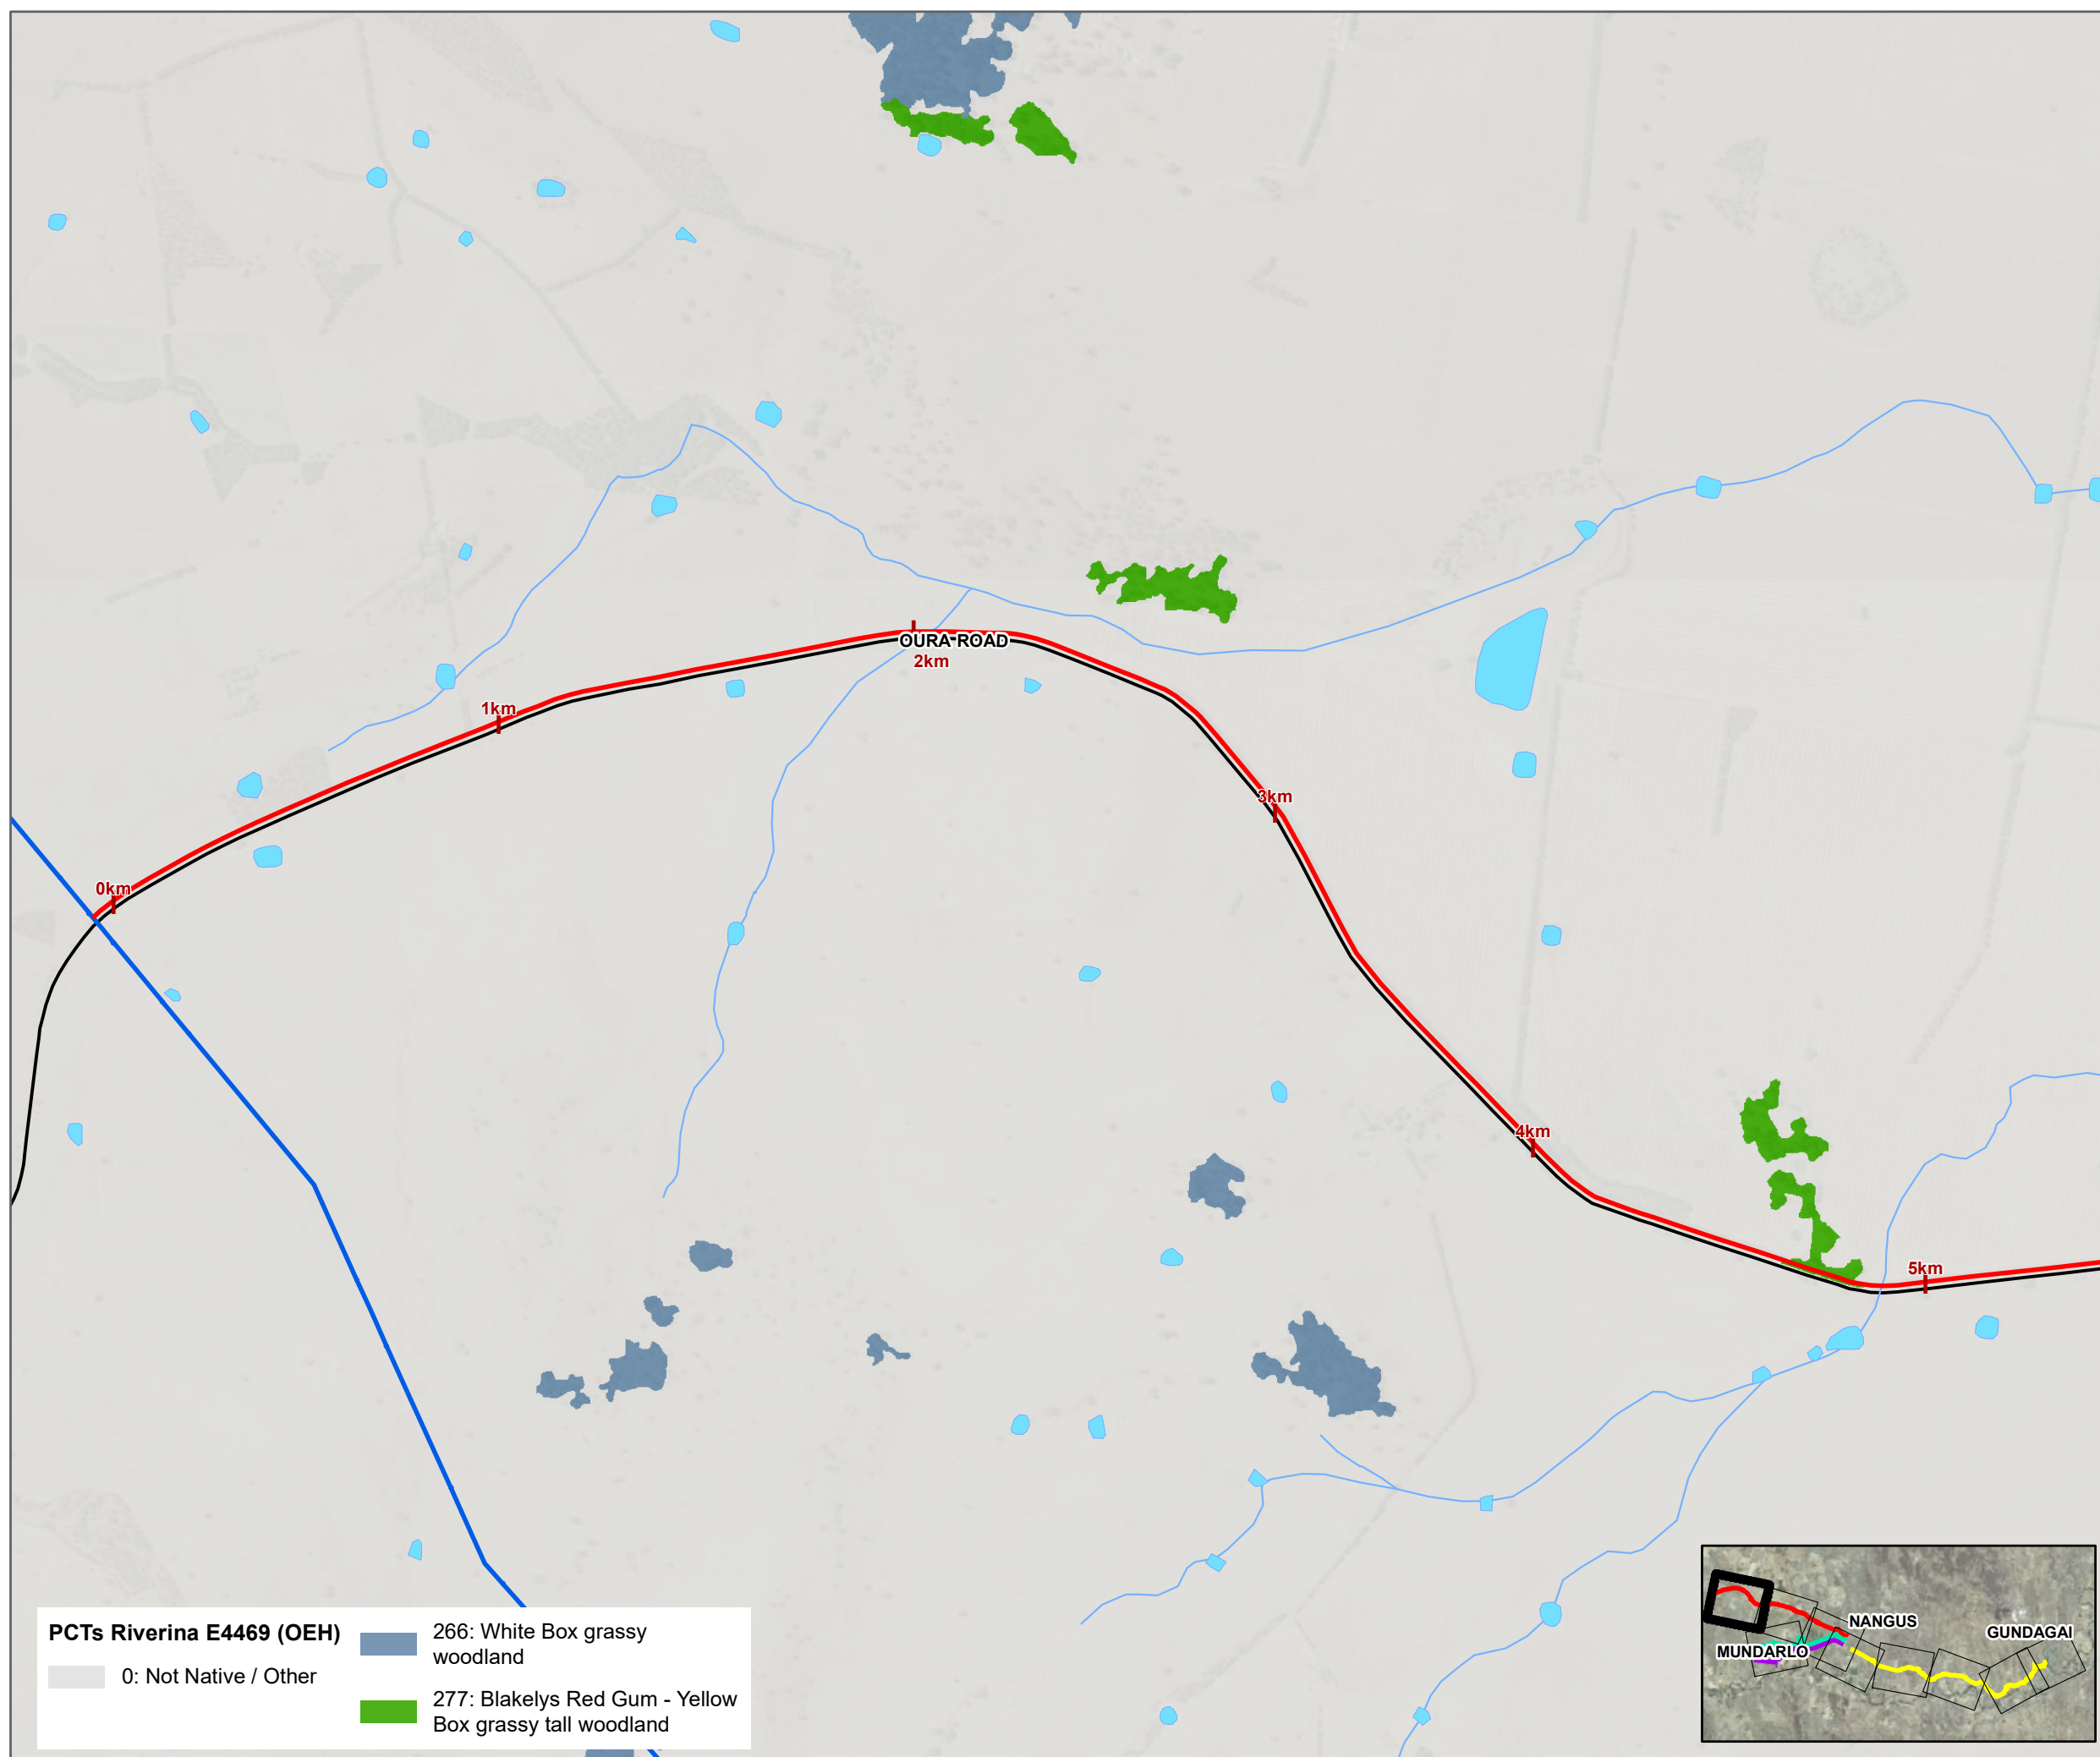 OURA ROAD
2km
1km
3km
0km
4km
5km
PCTs Riverina E4469 (OEH)
0: Not Native / Other
266: White Box grassy
woodland
277: Blakelys Red Gum - Yellow
Box grassy tall woodland
NANGUS
GUNDAGAI
MUNDARLO